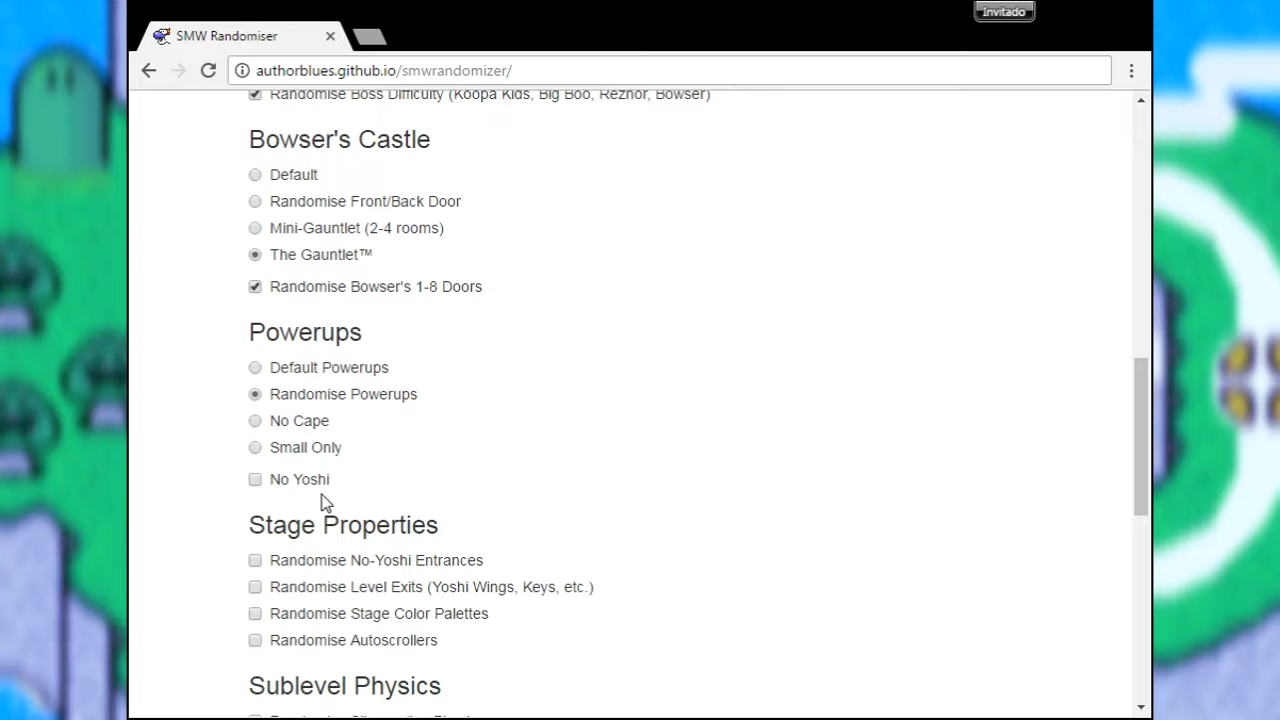 Invitado
SMW Randomiser
authorblues.github.io/smwrandomizer/
Randomise Boss Difficulty (Koopa Kids, Big Boo, Reznor, Bowser)
Bowser's Castle
Default
Randomise Front/Back Door
Mini-Gauntlet (2-4 rooms)
The Gauntlet™
Randomise Bowser's 1-8 Doors
Powerups
Default Powerups
Randomise Powerups
No Cape
Small Only
No Yoshi
Stage Properties
Randomise No-Yoshi Entrances
Randomise Level Exits (Yoshi Wings, Keys, etc.)
Randomise Stage Color Palettes
Randomise Autoscrollers
Sublevel Physics